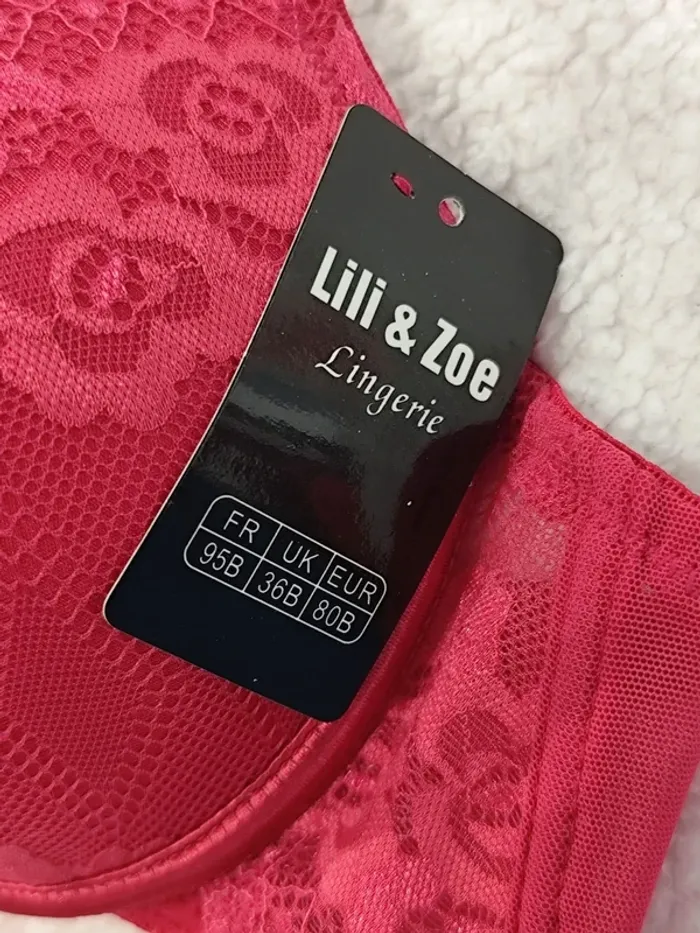 Lili & Zoe
Lingerie
FR UK EUR
95B 36B 80B